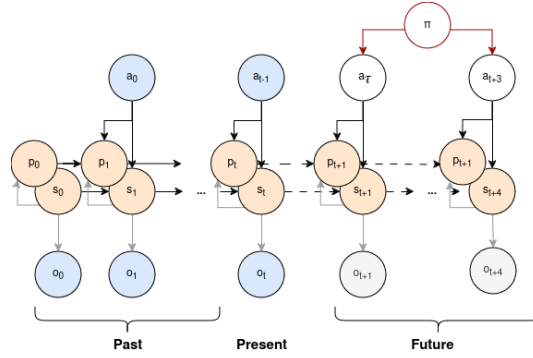 π
a0 at-1 aτ at+3
p0 p1 pt pt+1 pt+1
s0 s1 ... st st+1 ... st+4
o0 o1 ot ot+1 ot+4
Past Present Future